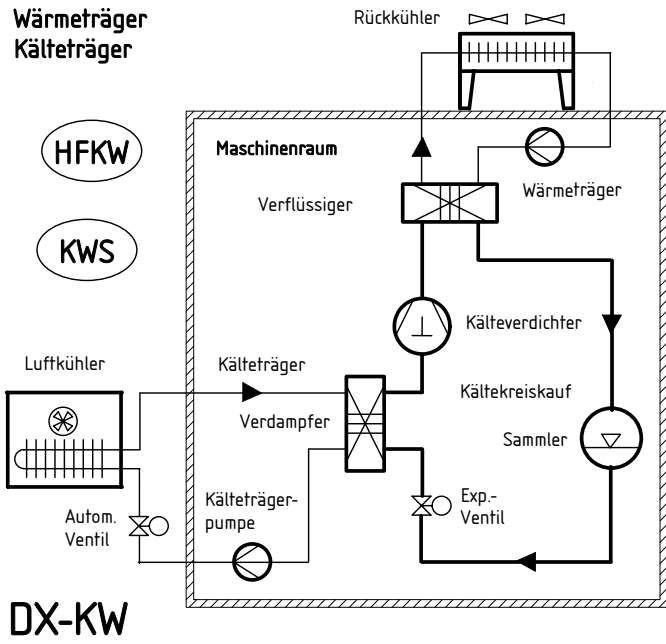 Wärmeträger
Kälteträger
Rückkühler
HFKW
Maschinenraum
Wärmeträger
Verflüssiger
KWS
Kälteverdichter
Kälteträger
Luftkühler
Kältekreiskauf
Verdampfer
Sammler
Kälteträger-
pumpe
Exp.-
Ventil
Autom.
Ventil
DX-KW